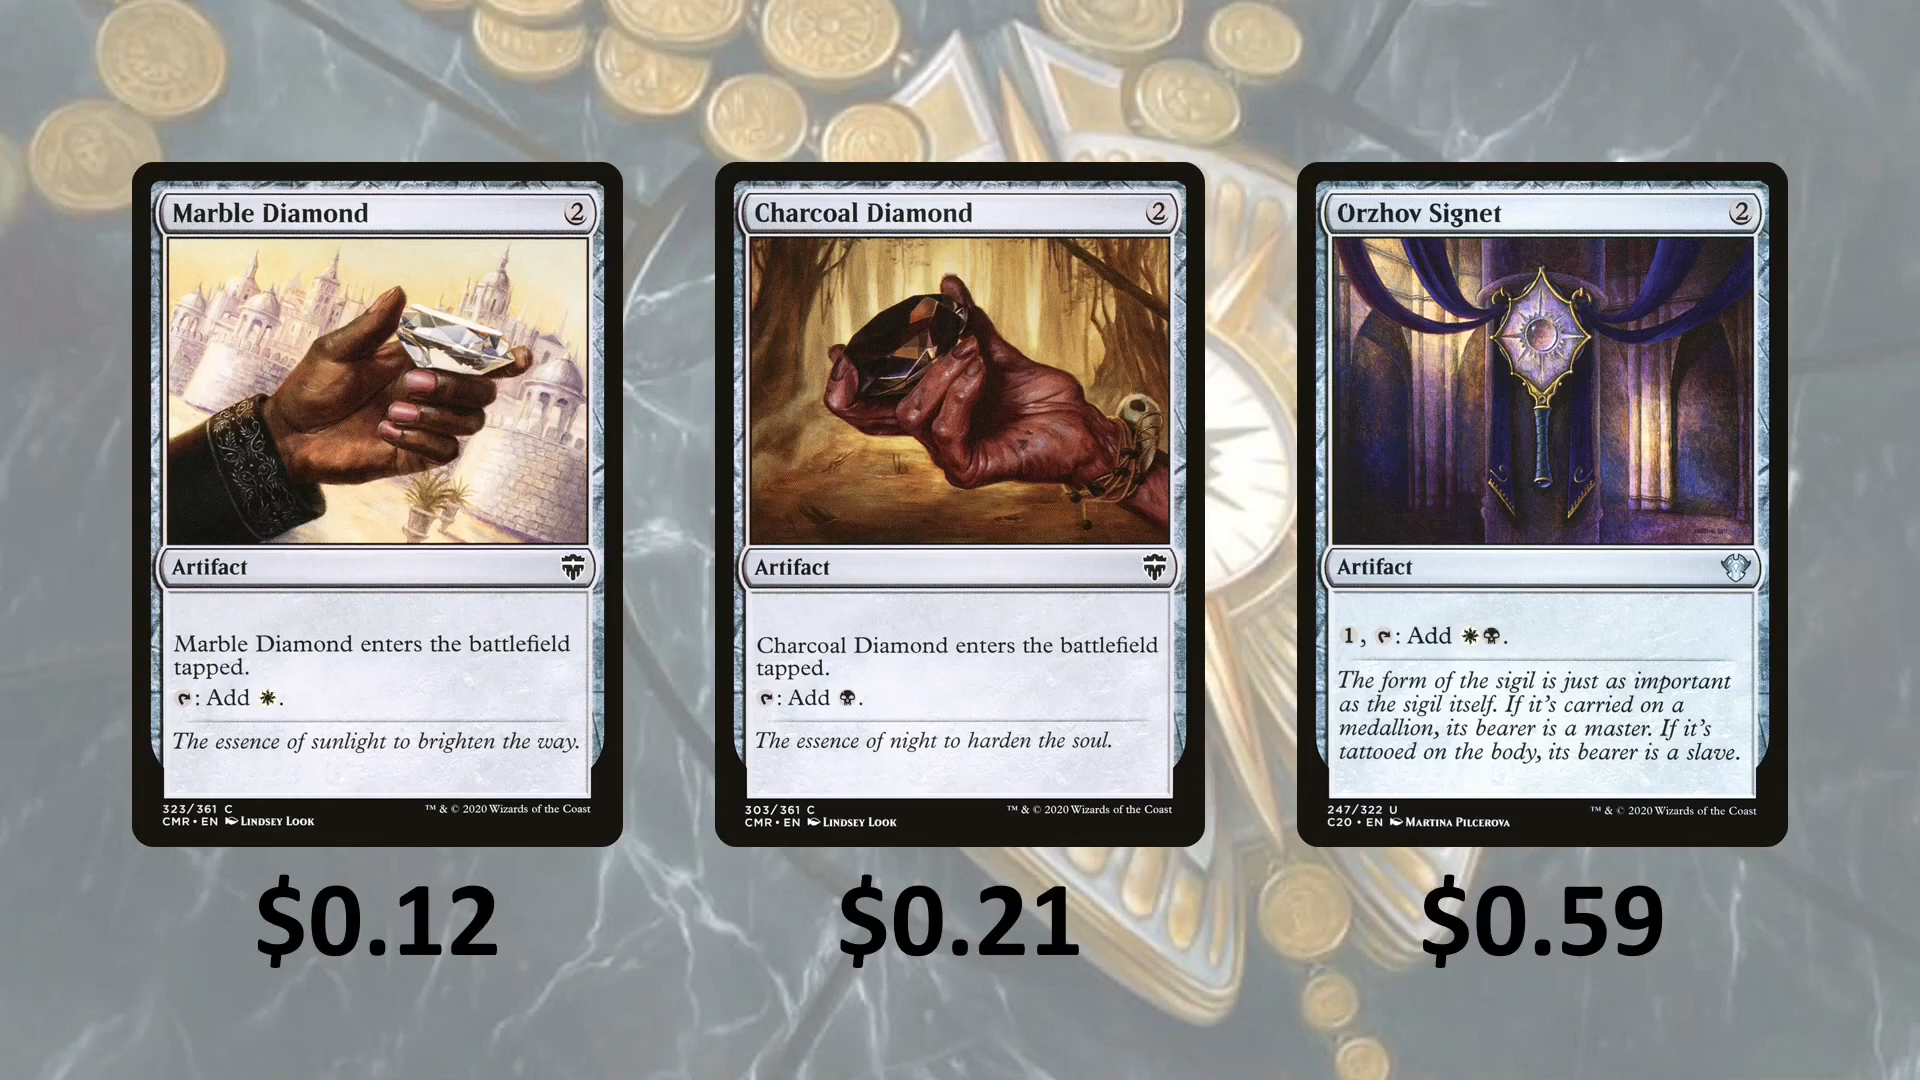 Marble Diamond 2
Artifact
Marble Diamond enters the battlefield
tapped.
: Add .
The essence of sunlight to brighten the way.
323/361 C
CMR • EN LINDSEY LOOK
™ & © 2020 Wizards of the Coast
$0.12
Charcoal Diamond 2
Artifact
Charcoal Diamond enters the battlefield
tapped.
: Add .
The essence of night to harden the soul.
303/361 C
CMR • EN LINDSEY LOOK
™ & © 2020 Wizards of the Coast
$0.21
Orzhov Signet 2
Artifact
1, : Add .
The form of the sigil is just as important
as the sigil itself. If it's carried on a
medallion, its bearer is a master. If it's
tattooed on the body, its bearer is a slave.
247/322 U
C20 • EN MARTINA PILCEROVA
™ & © 2020 Wizards of the Coast
$0.59